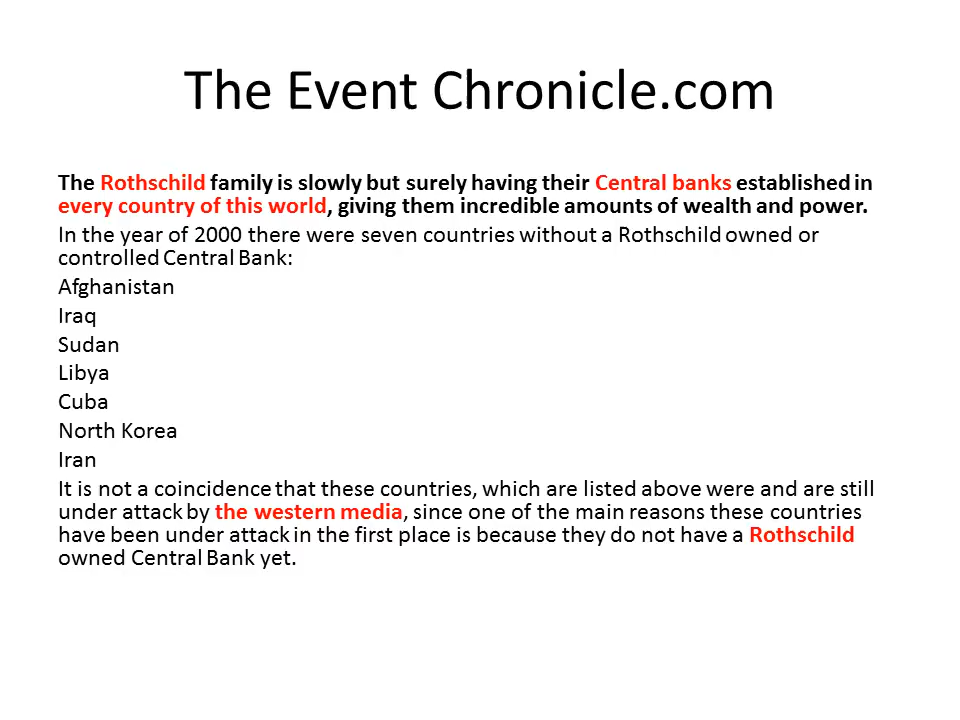 The Event Chronicle.com
The Rothschild family is slowly but surely having their Central banks established in
every country of this world, giving them incredible amounts of wealth and power.
In the year of 2000 there were seven countries without a Rothschild owned or
controlled Central Bank:
Afghanistan
Iraq
Sudan
Libya
Cuba
North Korea
Iran
It is not a coincidence that these countries, which are listed above were and are still
under attack by the western media, since one of the main reasons these countries
have been under attack in the first place is because they do not have a Rothschild
owned Central Bank yet.